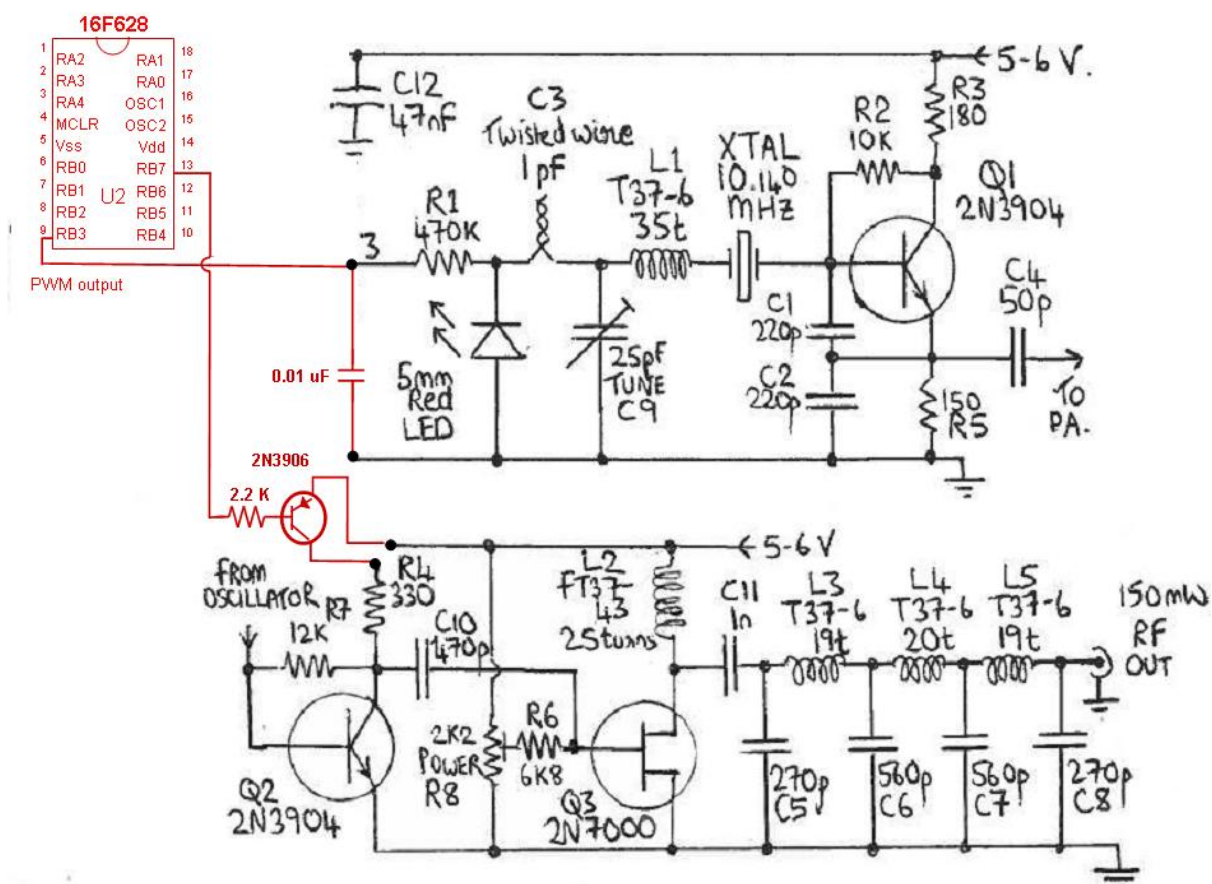 16F628
1 RA2 RA1 18
2 RA3 RA0 17
3 RA4 OSC1 16
4 MCLR OSC2 15
5 Vss Vdd 14
6 RB0 RB7 13
7 RB1 RB6 12
8 RB2 RB5 11
9 RB3 RB4 10
U2
PWM output
5-6 V.
C12
47nF
C3
Twisted wire
1pf
L1
T37-6
35t
XTAL
10.140
MHZ
R2
10K
R3
180
Q1
2N3904
3
R1
470K
C4
50p
C1
220p
C2
220p
25pF
TUNE
C9
5mm
Red
LED
0.01 uF
150
R5
TO
PA.
2N3906
2.2 K
5-6V
FROM
OSCILLATOR
R7
12K
R4
330
C10
470p
L2
FT37-
43
25turns
C11
1n
L3
T37-6
19t
L4
T37-6
20t
L5
T37-6
19t
150mW
RF
OUT
2K2
POWER
R8
R6
6K8
Q2
2N3904
Q3
2N7000
270p
C5
560p
C6
560p
C7
270p
C8